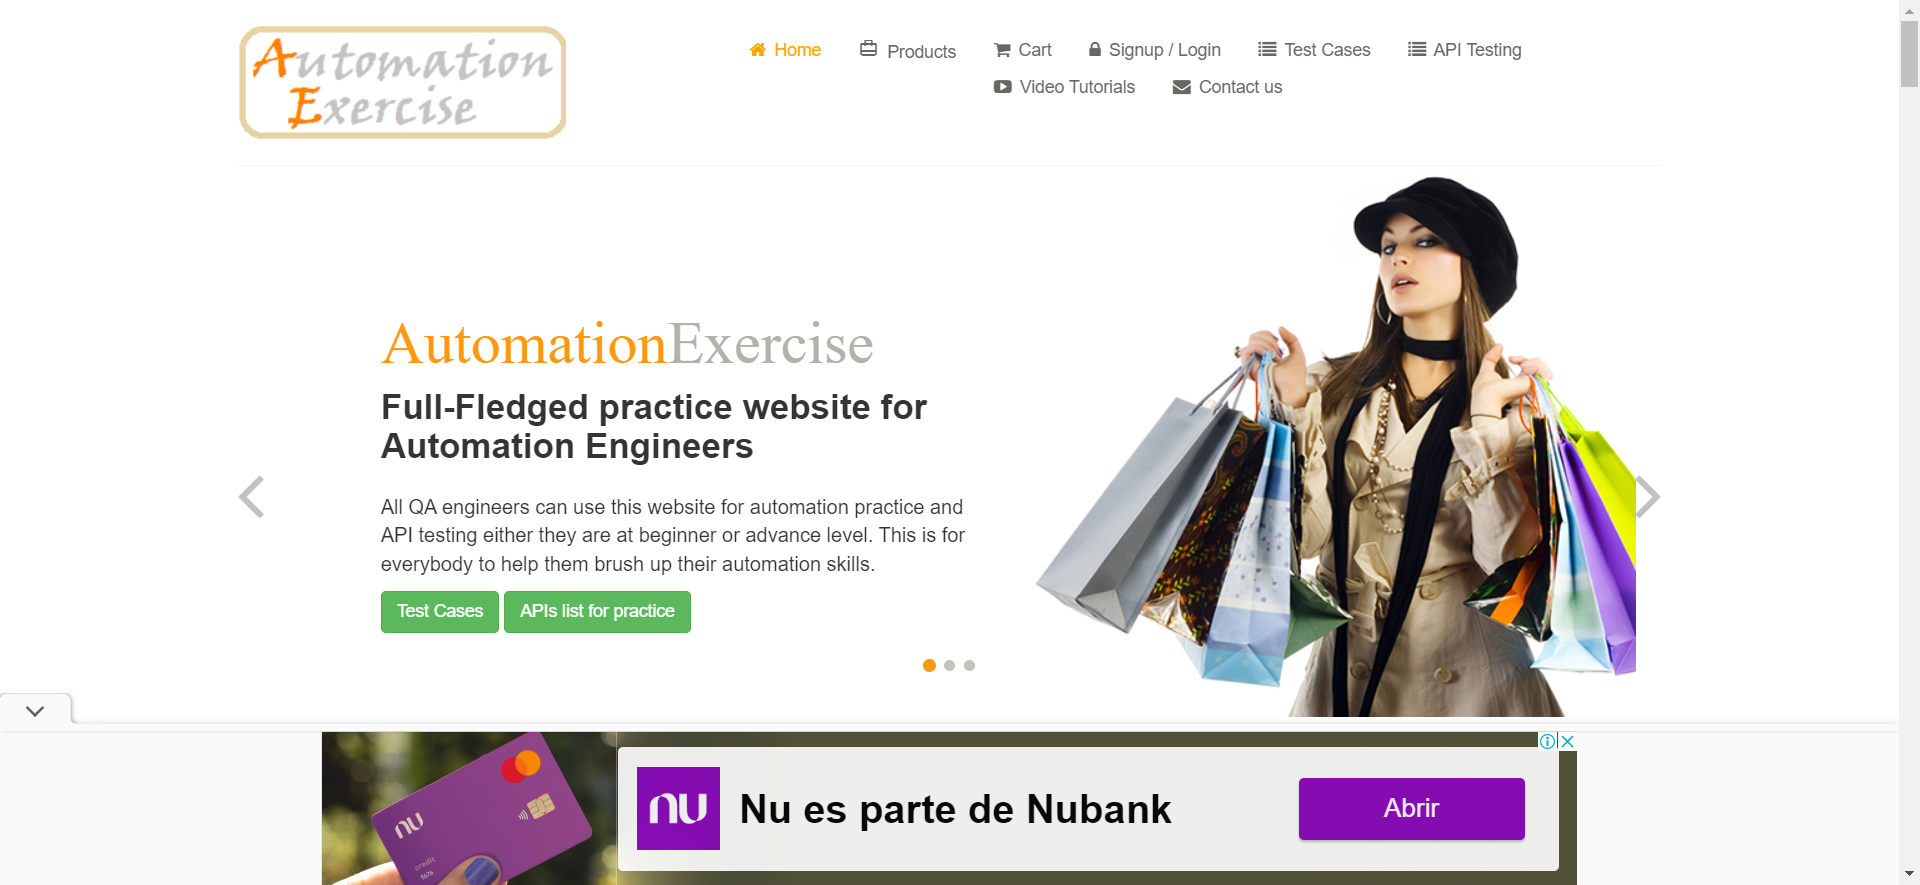 Automation
Exercise
Home
Products
Cart
Signup / Login
Test Cases
API Testing
Video Tutorials
Contact us
AutomationExercise
Full-Fledged practice website for
Automation Engineers
All QA engineers can use this website for automation practice and
API testing either they are at beginner or advance level. This is for
everybody to help them brush up their automation skills.
Test Cases
APIs list for practice
nu
credit
5676
nu
Nu es parte de Nubank
Abrir